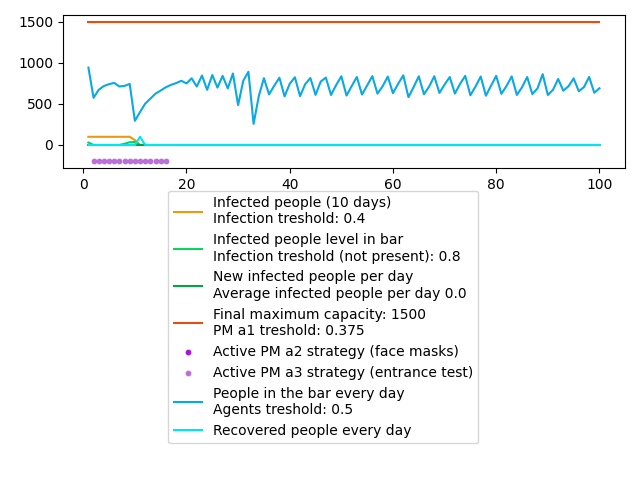 1500
1000
500
0
0 20 40 60 80 100
Infected people (10 days)
Infection treshold: 0.4
Infected people level in bar
Infection treshold (not present): 0.8
New infected people per day
Average infected people per day 0.0
Final maximum capacity: 1500
PM a1 treshold: 0.375
Active PM a2 strategy (face masks)
Active PM a3 strategy (entrance test)
People in the bar every day
Agents treshold: 0.5
Recovered people every day